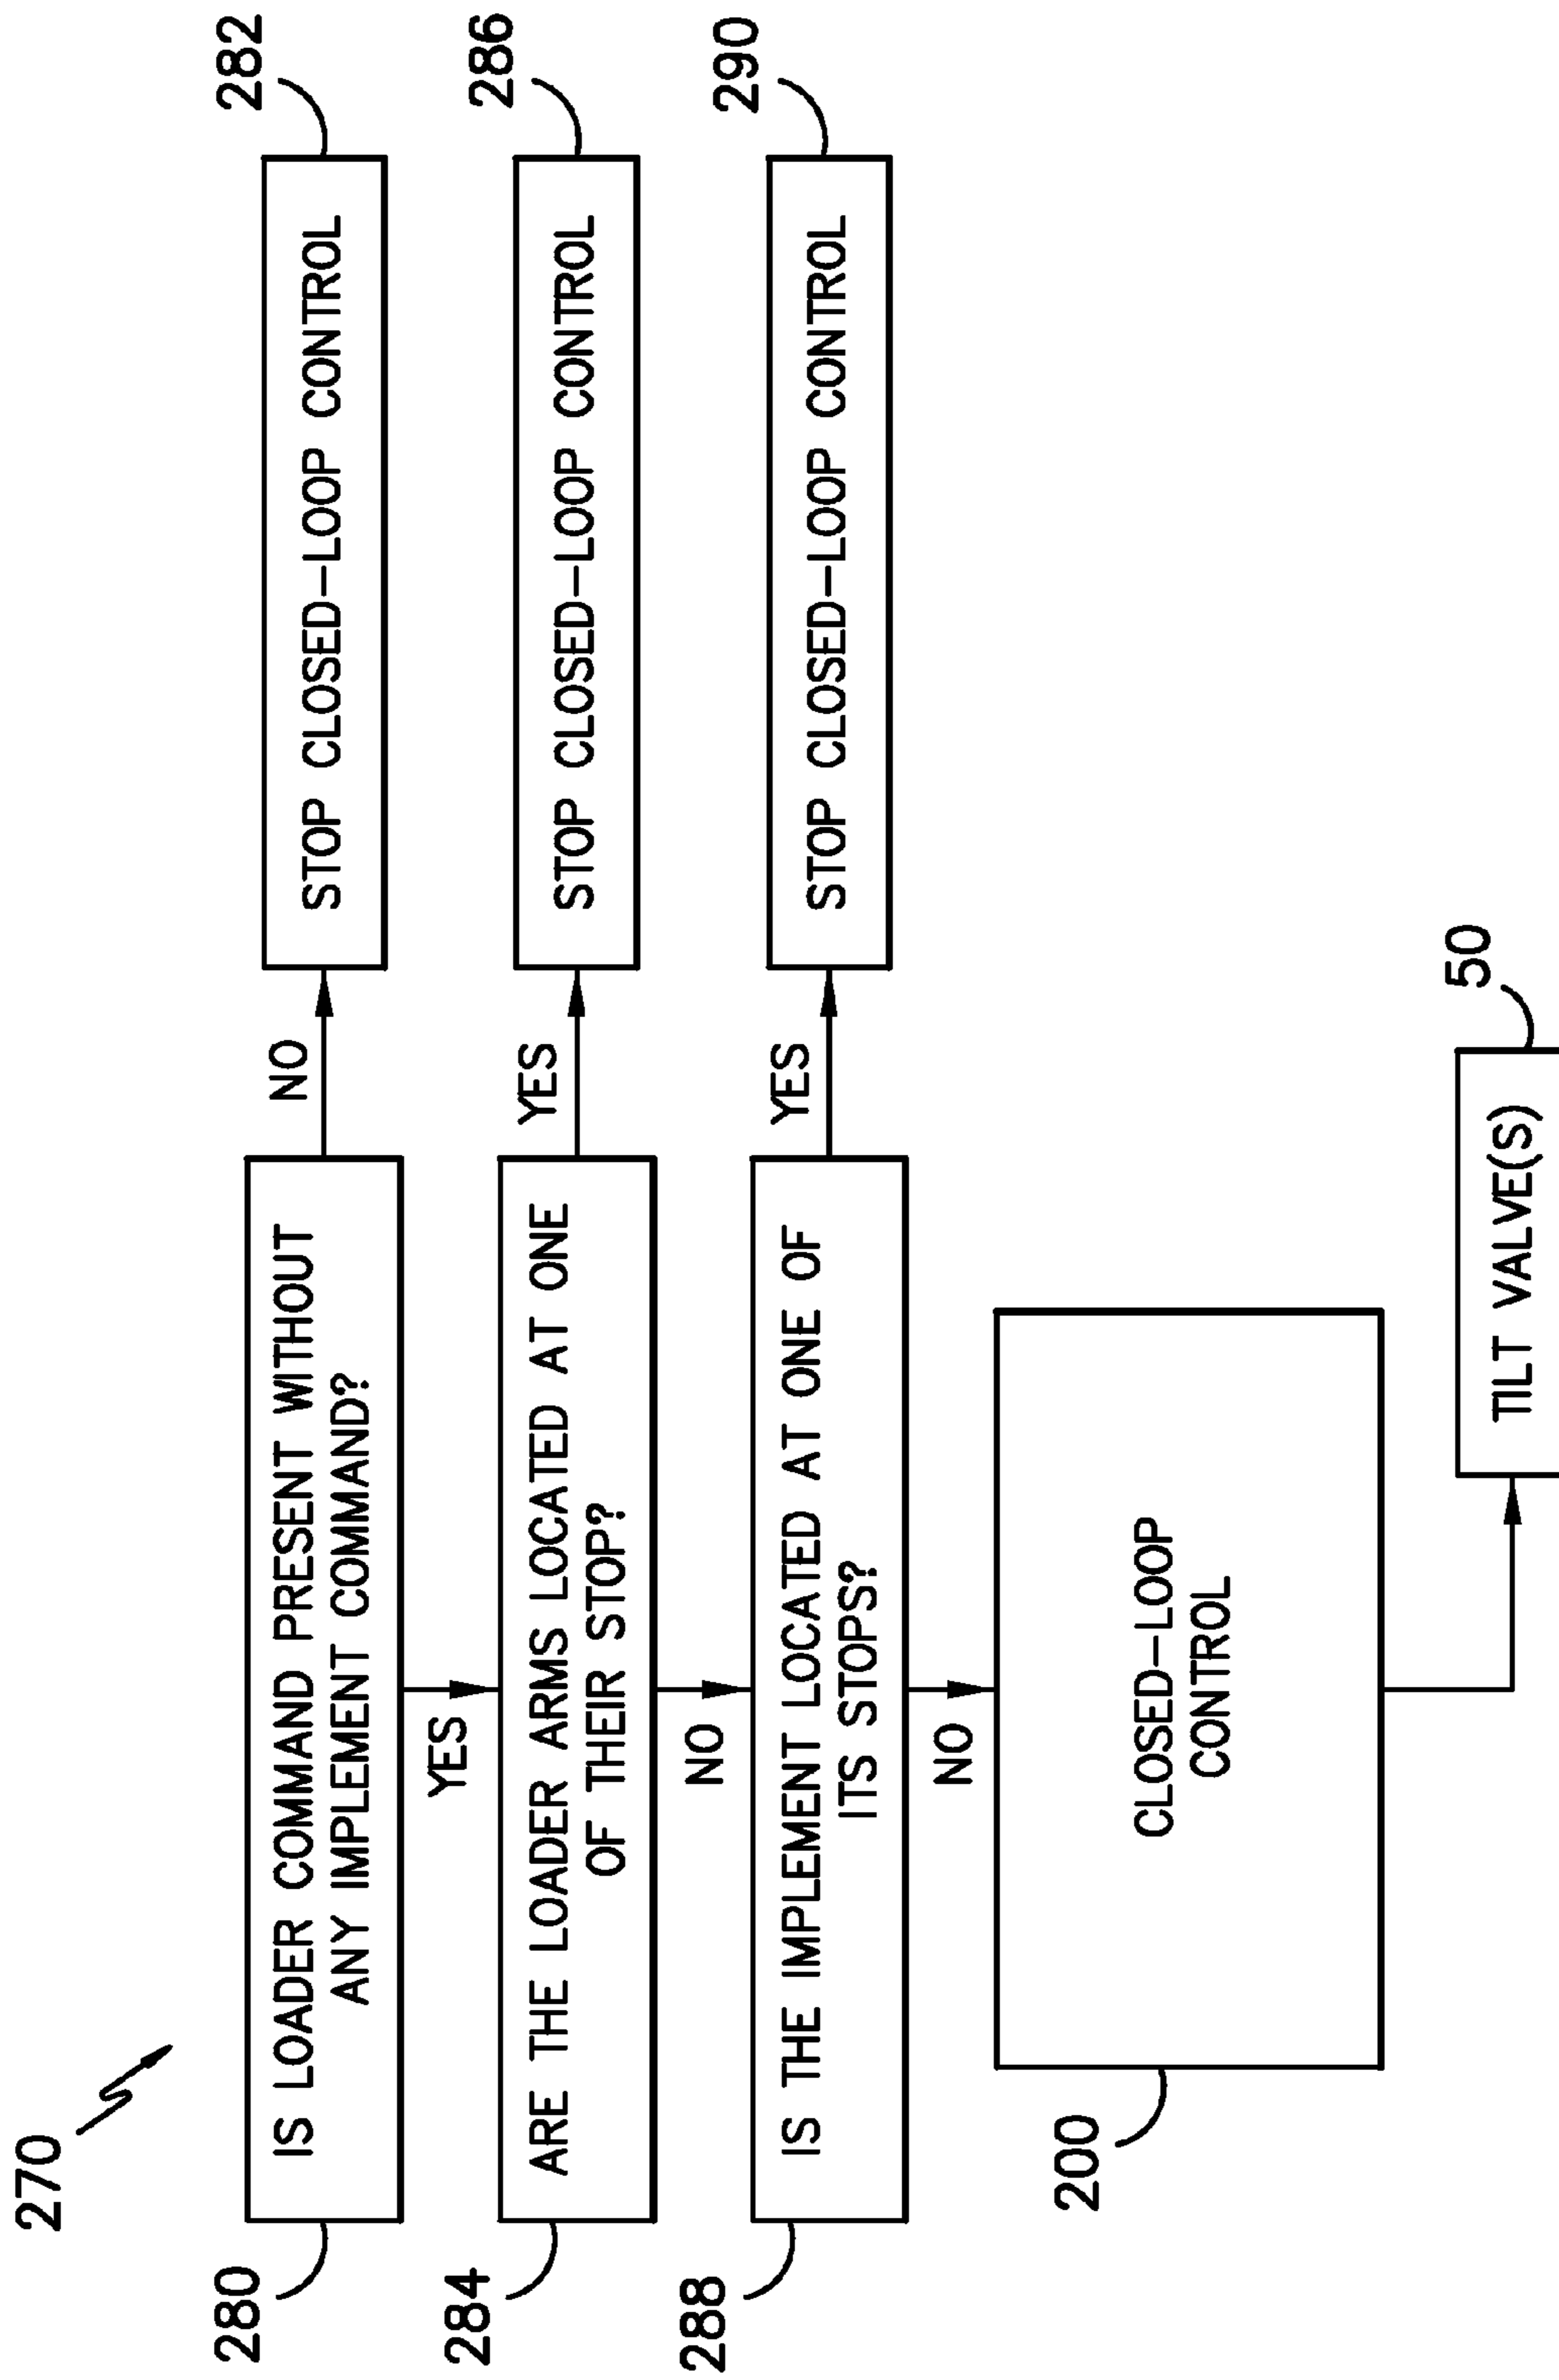 270
280
IS LOADER COMMAND PRESENT WITHOUT
ANY IMPLEMENT COMMAND?
NO
STOP CLOSED-LOOP CONTROL
282
YES
284
ARE THE LOADER ARMS LOCATED AT ONE
OF THEIR STOP?
YES
STOP CLOSED-LOOP CONTROL
286
NO
288
IS THE IMPLEMENT LOCATED AT ONE OF
ITS STOPS?
YES
STOP CLOSED-LOOP CONTROL
290
NO
200
CLOSED-LOOP
CONTROL
TILT VALVE(S)
50